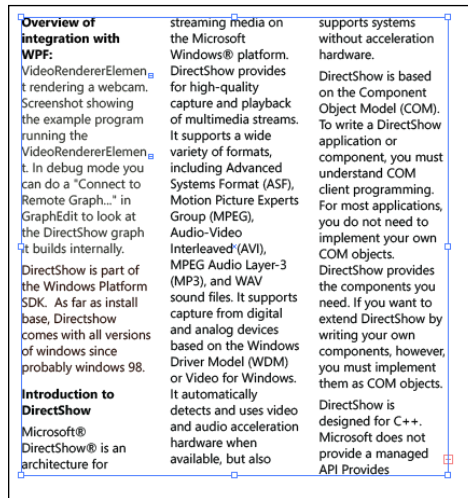 Overview of
integration with
WPF:
VideoRendererElemen
t rendering a webcam.
Screenshot showing
the example program
running the
VideoRendererElemen
t. In debug mode you
can do a "Connect to
Remote Graph..." in
GraphEdit to look at
the DirectShow graph
it builds internally.
DirectShow is part of
the Windows Platform
SDK.  As far as install
base, Directshow
comes with all versions
of windows since
probably windows 98.
Introduction to
DirectShow
Microsoft®
DirectShow® is an
architecture for
streaming media on
the Microsoft
Windows® platform.
DirectShow provides
for high-quality
capture and playback
of multimedia streams.
It supports a wide
variety of formats,
including Advanced
Systems Format (ASF),
Motion Picture Experts
Group (MPEG),
Audio-Video
Interleaved (AVI),
MPEG Audio Layer-3
(MP3), and WAV
sound files. It supports
capture from digital
and analog devices
based on the Windows
Driver Model (WDM)
or Video for Windows.
It automatically
detects and uses video
and audio acceleration
hardware when
available, but also
supports systems
without acceleration
hardware.
DirectShow is based
on the Component
Object Model (COM).
To write a DirectShow
application or
component, you must
understand COM
client programming.
For most applications,
you do not need to
implement your own
COM objects.
DirectShow provides
the components you
need. If you want to
extend DirectShow by
writing your own
components, however,
you must implement
them as COM objects.
DirectShow is
designed for C++.
Microsoft does not
provide a managed
API Provides